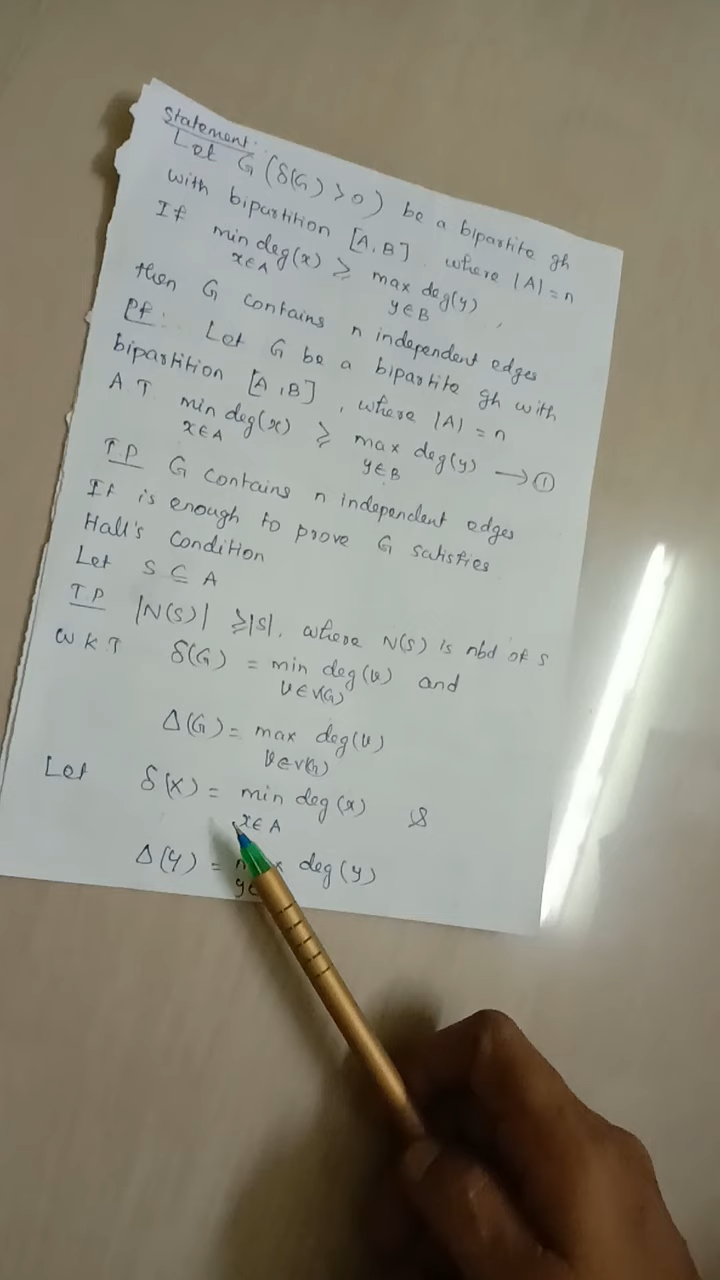 Statement:
Let G (δ(G) > 0) be a bipartite gh
with bipartition [A, B], where |A| = n
If min deg(x) ≥ max deg(y),
x∈A y∈B
then G contains n independent edges
Pf: Let G be a bipartite gh with
bipartition [A, B], where |A| = n
A T min deg(x) ≥ max deg(y) → ①
x∈A y∈B
T.P G contains n independent edges
It is enough to prove G satisfies
Hall's Condition
Let S ⊆ A
T.P |N(S)| ≥ |S|, where N(S) is nbd of S
W K T δ(G) = min deg(v) and
v∈V(G)
Δ(G) = max deg(v)
v∈V(G)
Let δ(X) = min deg(x) &
x∈A
Δ(Y) = deg(y)